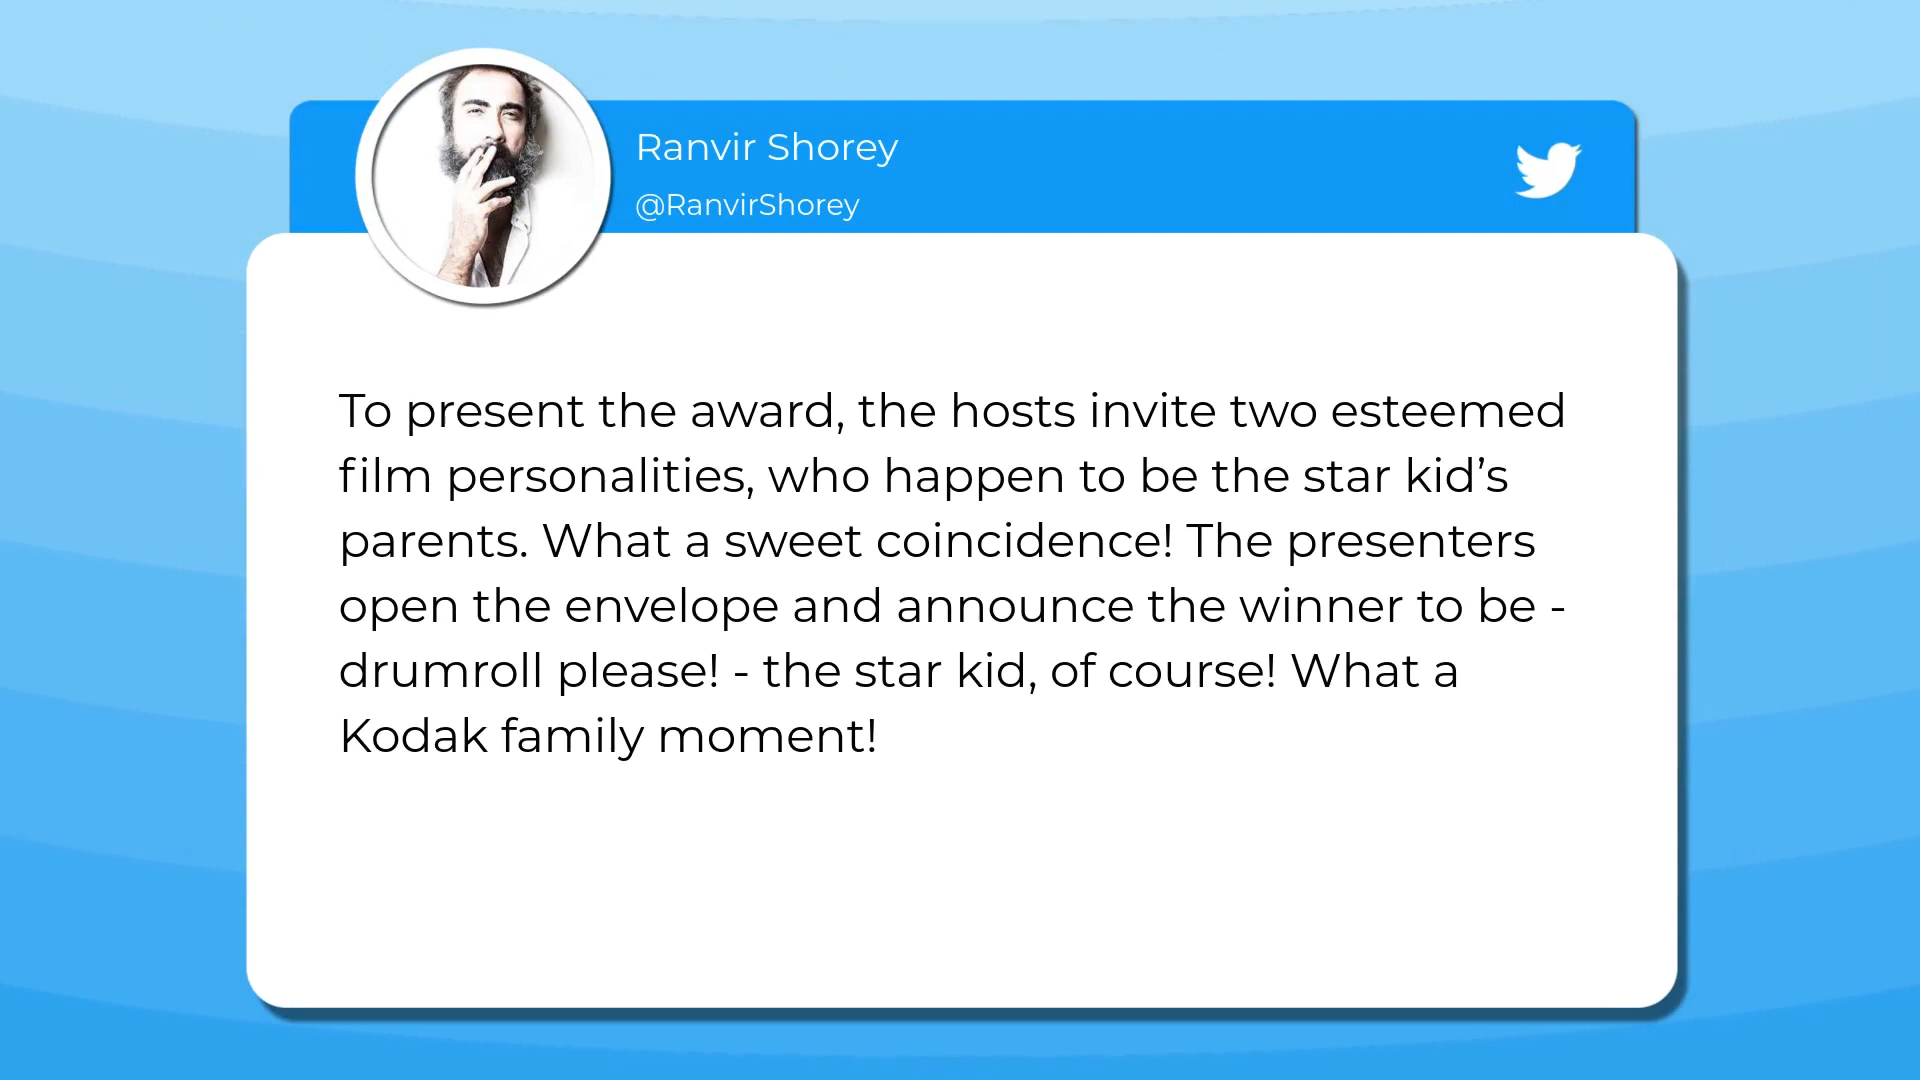 Ranvir Shorey
@RanvirShorey
To present the award, the hosts invite two esteemed
film personalities, who happen to be the star kid’s
parents. What a sweet coincidence! The presenters
open the envelope and announce the winner to be -
drumroll please! - the star kid, of course! What a
Kodak family moment!